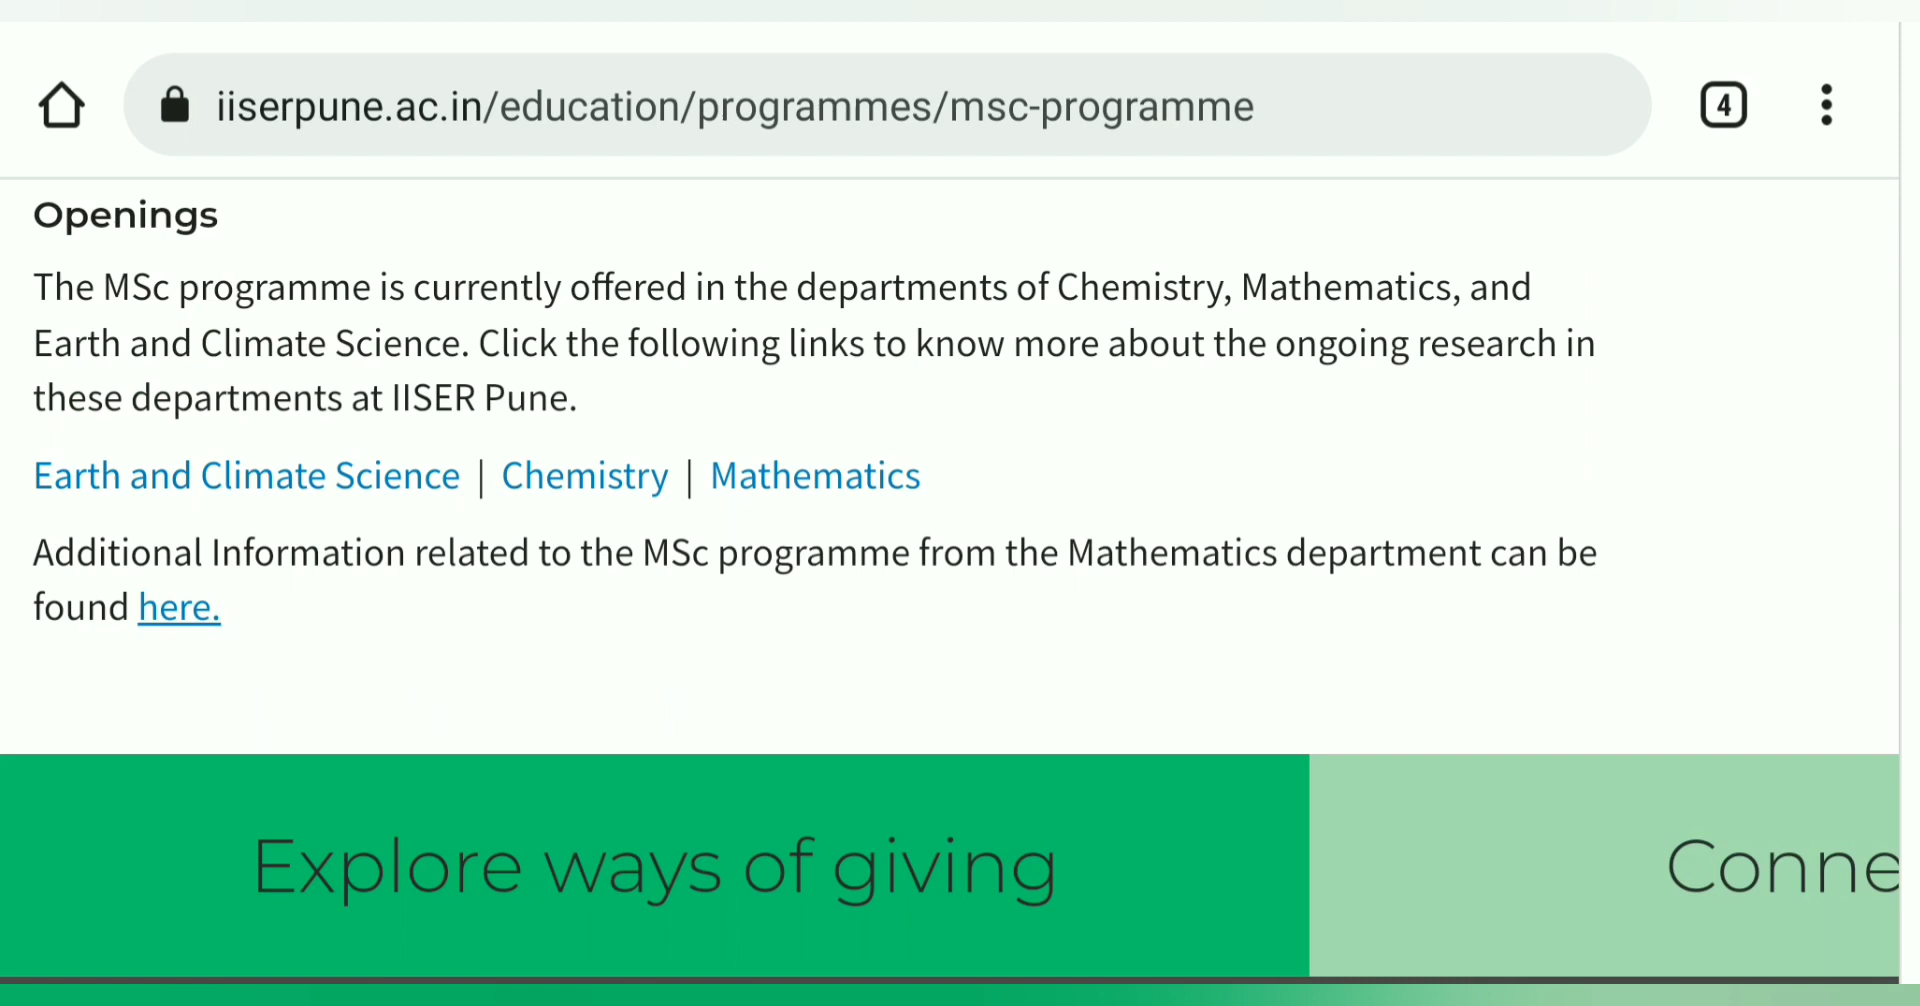 iiserpune.ac.in/education/programmes/msc-programme
4
Openings
The MSc programme is currently offered in the departments of Chemistry, Mathematics, and
Earth and Climate Science. Click the following links to know more about the ongoing research in
these departments at IISER Pune.
Earth and Climate Science | Chemistry | Mathematics
Additional Information related to the MSc programme from the Mathematics department can be
found here.
Explore ways of giving
Conne